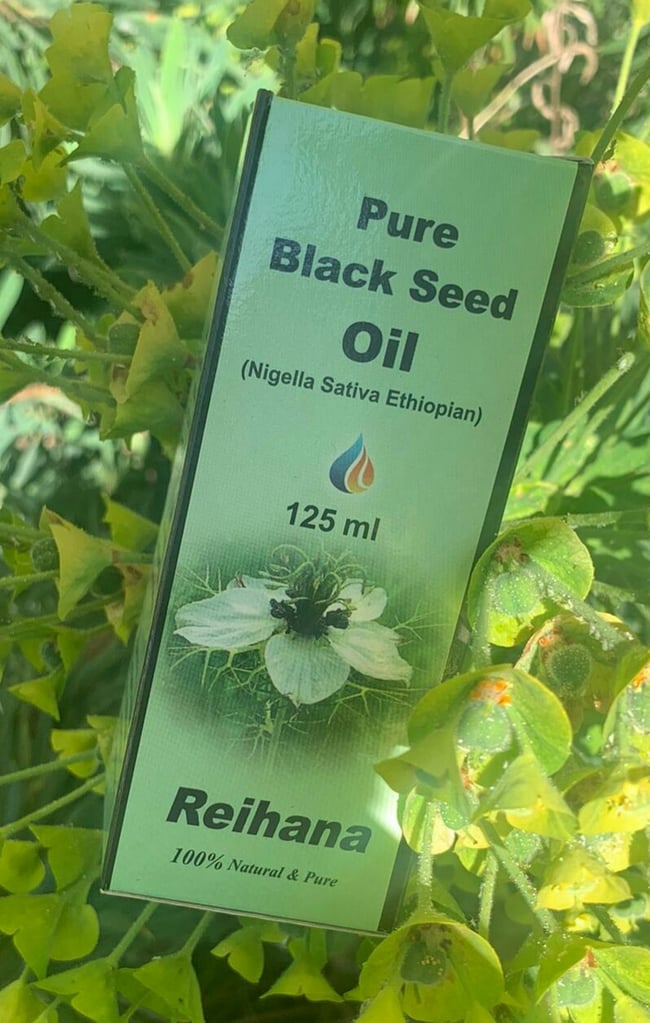 Pure
Black Seed
Oil
(Nigella Sativa Ethiopian)
125 ml
Reihana
100% Natural & Pure